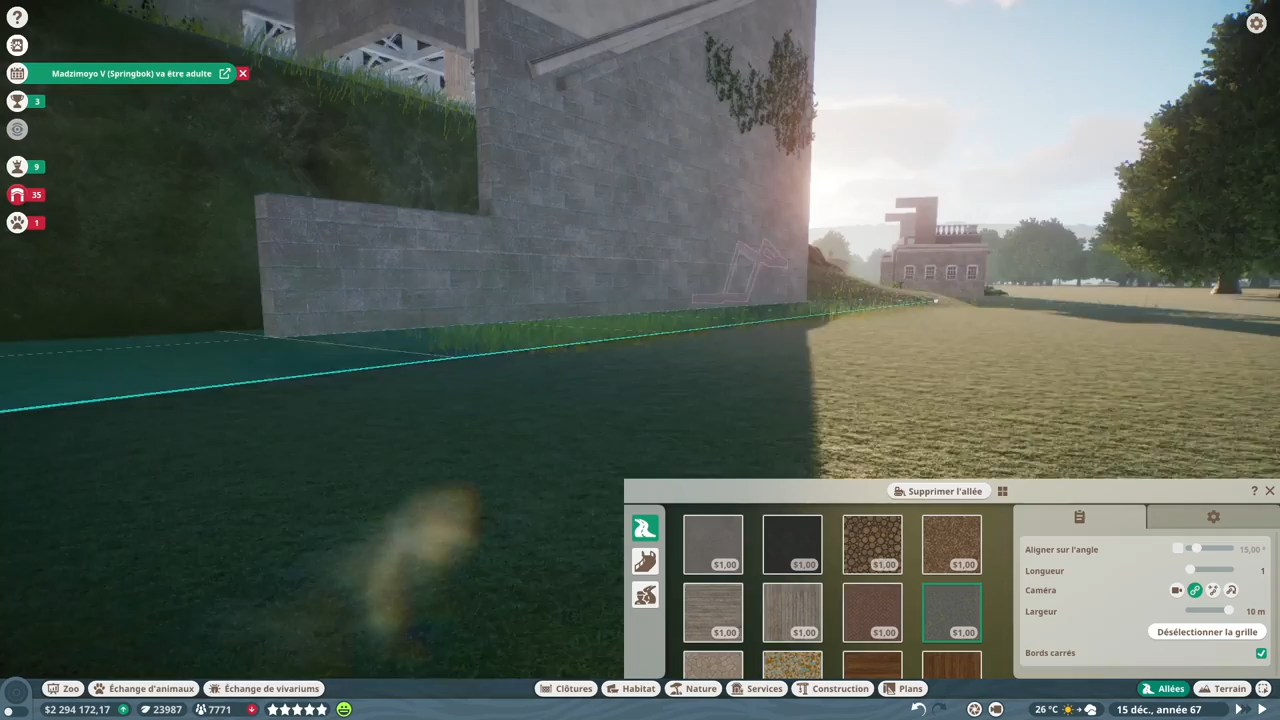 ?
Madzimoyo V (Springbok) va être adulte
3
9
35
1
Supprimer l'allée
?
$1,00
$1,00
$1,00
$1,00
$1,00
$1,00
$1,00
$1,00
Aligner sur l'angle
15,00 °
Longueur
1
Caméra
Largeur
10 m
Désélectionner la grille
Bords carrés
Zoo
Échange d'animaux
Échange de vivariums
Clôtures
Habitat
Nature
Services
Construction
Plans
Allées
Terrain
$2 294 172,17
23987
7771
26 °C
15 déc., année 67